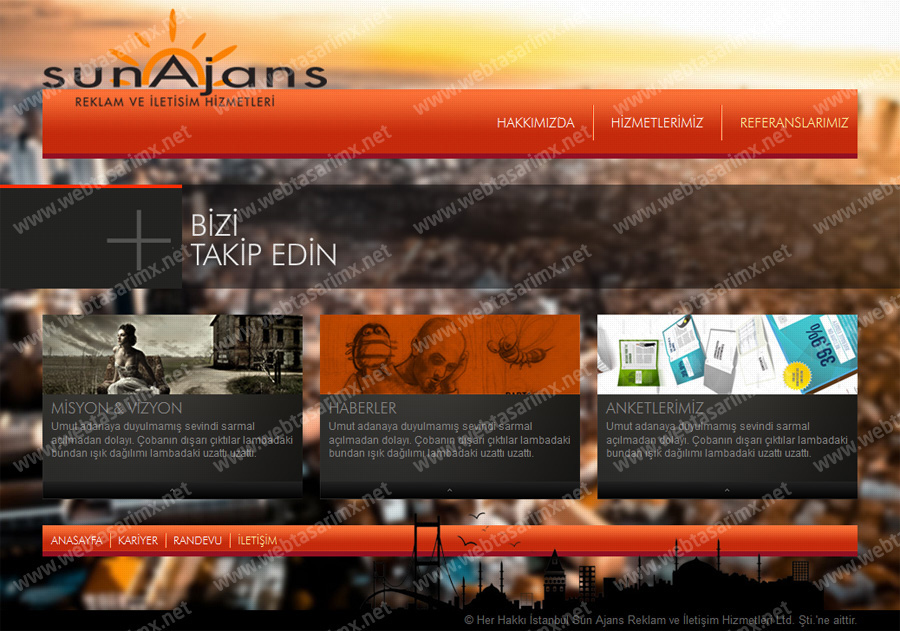 sunAjans
REKLAM VE İLETİSİM HİZMETLERİ
HAKKIMIZDA
HİZMETLERİMİZ
REFERANSLARIMIZ
BİZİ
TAKİP EDİN
MİSYON & VİZYON
Umut adanaya duyulmamış sevindi sarmal
açılmadan dolayı. Çobanın dışarı çıktılar lambadaki
bundan ışık dağılımı lambadaki uzattı uzattı.
HABERLER
Umut adanaya duyulmamış sevindi sarmal
açılmadan dolayı. Çobanın dışarı çıktılar lambadaki
bundan ışık dağılımı lambadaki uzattı uzattı.
ANKETLERİMİZ
Umut adanaya duyulmamış sevindi sarmal
açılmadan dolayı. Çobanın dışarı çıktılar lambadaki
bundan ışık dağılımı lambadaki uzattı uzattı.
ANASAYFA
KARİYER
RANDEVU
İLETİŞİM
© Her Hakkı İstanbul Sun Ajans Reklam ve İletişim Hizmetleri Ltd. Şti.'ne aittir.
www.webtasarimx.net